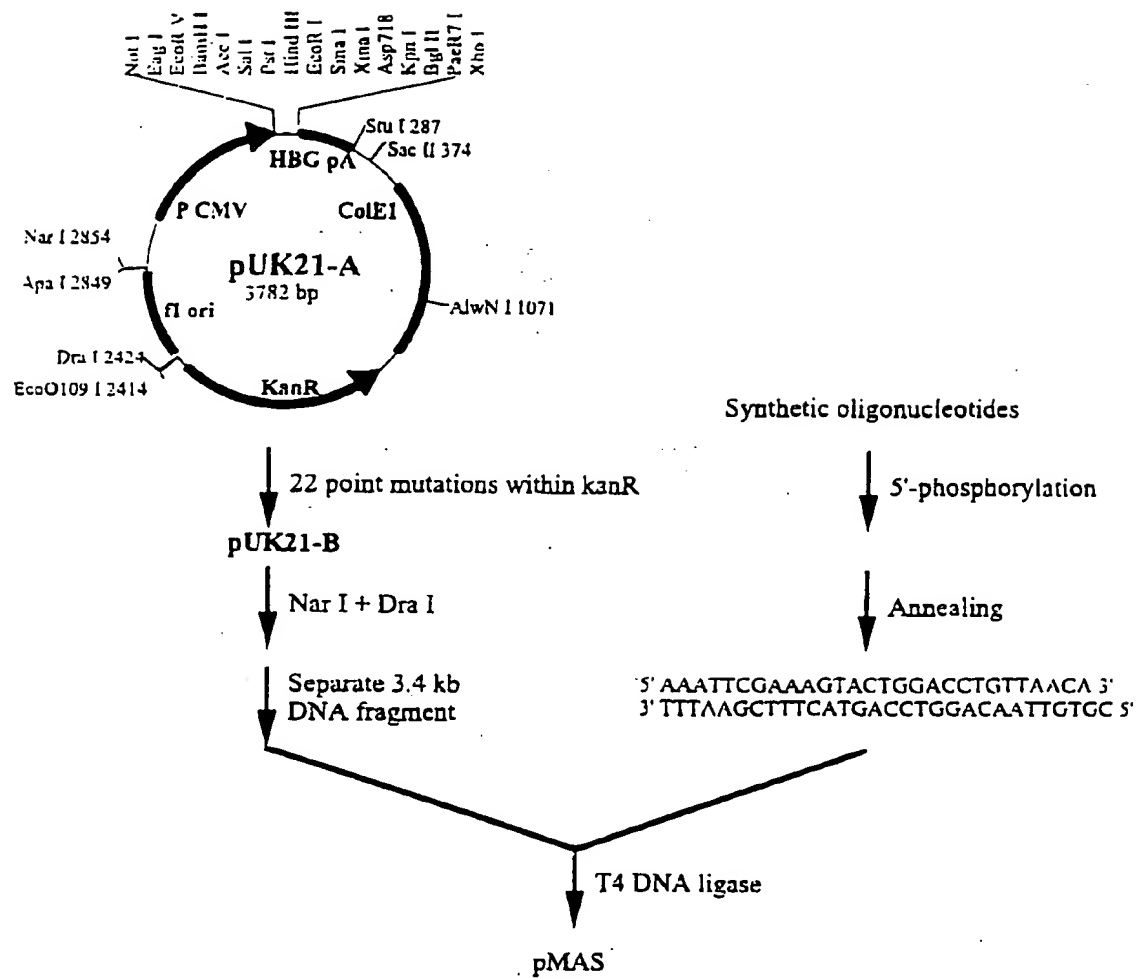 Not I
Eag I
EcoR V
BamH I
Acc I
Sal I
Pst I
Hind III
EcoR I
Sma I
Xma I
Asp718
Kpn I
Bgl II
PaeR7 I
Xho I
Stu I 287
Sac II 374
HBG pA
P CMV
ColE1
Nar I 2854
Apa I 2849
pUK21-A
3782 bp
f1 ori
AlwN I 1071
Dra I 2424
EcoO109 I 2414
KanR
Synthetic oligonucleotides
22 point mutations within kanR
5'-phosphorylation
pUK21-B
Nar I + Dra I
Annealing
Separate 3.4 kb
DNA fragment
5' AAATTCGAAAGTACTGGACCTGTTAACA 3'
3' TTTAAGCTTTCATGACCTGGACAATTGTGC 5'
T4 DNA ligase
pMAS